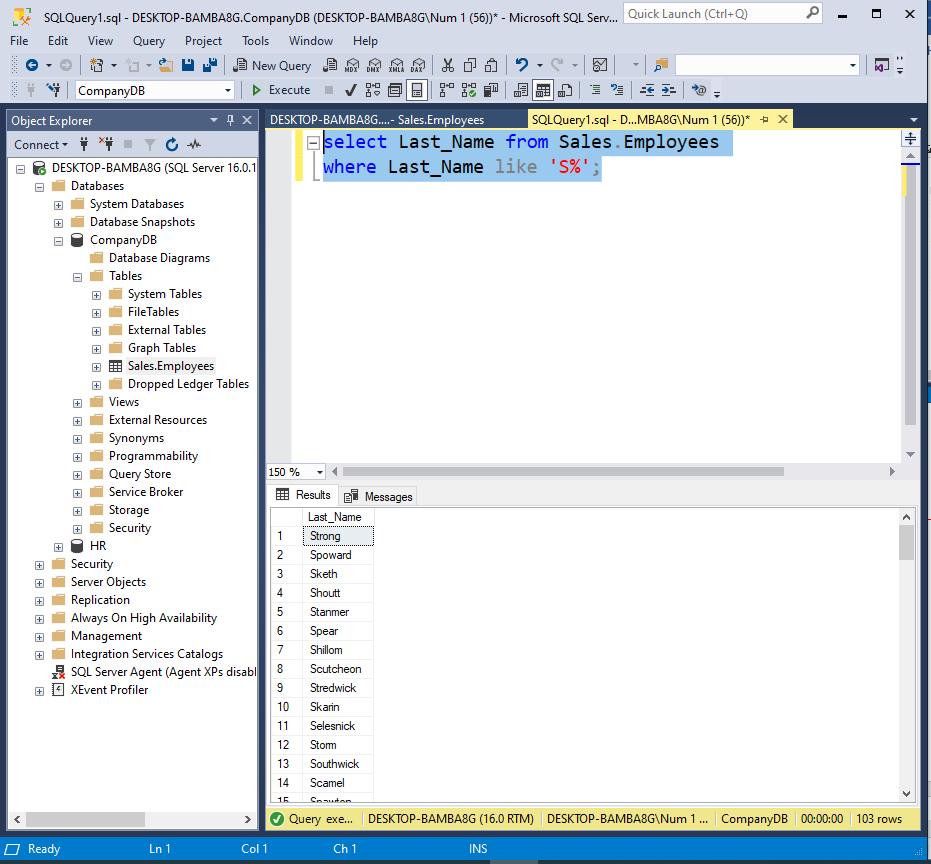 SQLQuery1.sql - DESKTOP-BAMBA8G.CompanyDB (DESKTOP-BAMBA8G\Num 1 (56))* - Microsoft SQL Serv...
Quick Launch (Ctrl+Q)
File Edit View Query Project Tools Window Help
New Query MDX DMX XMLA DAX
CompanyDB Execute
Object Explorer
Connect
DESKTOP-BAMBA8G (SQL Server 16.0.1
Databases
System Databases
Database Snapshots
CompanyDB
Database Diagrams
Tables
System Tables
FileTables
External Tables
Graph Tables
Sales.Employees
Dropped Ledger Tables
Views
External Resources
Synonyms
Programmability
Query Store
Service Broker
Storage
Security
HR
Security
Server Objects
Replication
Always On High Availability
Management
Integration Services Catalogs
SQL Server Agent (Agent XPs disabl
XEvent Profiler
DESKTOP-BAMBA8G....- Sales.Employees
SQLQuery1.sql - D...MBA8G\Num 1 (56))*
select Last_Name from Sales.Employees
where Last_Name like 'S%';
150 %
Results Messages
Last_Name
1 Strong
2 Spoward
3 Sketh
4 Shoutt
5 Stanmer
6 Spear
7 Shillom
8 Scutcheon
9 Stredwick
10 Skarin
11 Selesnick
12 Storm
13 Southwick
14 Scamel
15 Spawton
Query exe... DESKTOP-BAMBA8G (16.0 RTM) DESKTOP-BAMBA8G\Num 1 ... CompanyDB 00:00:00 103 rows
Ready Ln 1 Col 1 Ch 1 INS